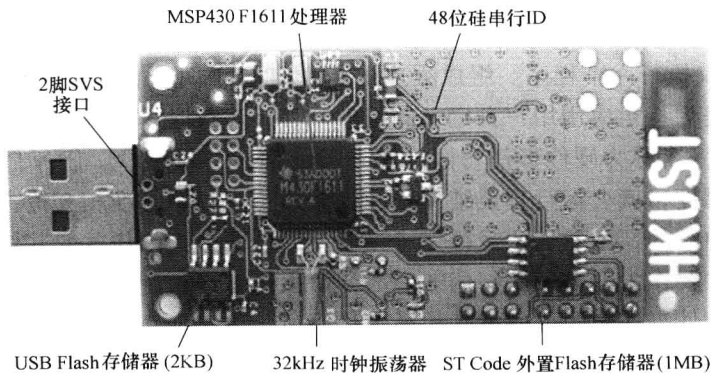 MSP430 F1611处理器
48位硅串行ID
2脚SVS
接口
U4
M430F1611
REV A
HKUST
USB Flash存储器 (2KB)
32kHz 时钟振荡器
ST Code 外置Flash存储器(1MB)